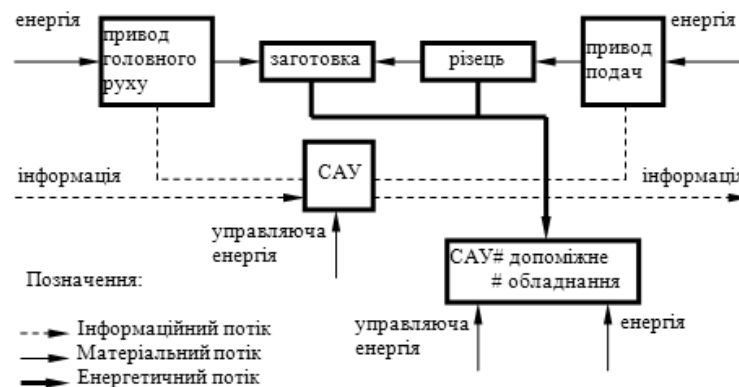 енергія
привод
головного
руху
заготовка
різець
привод
подач
енергія
інформація
САУ
інформація
управляюча
енергія
САУ# допоміжне
# обладнання
управляюча
енергія
енергія
Позначення:
Інформаційний потік
Матеріальний потік
Енергетичний потік